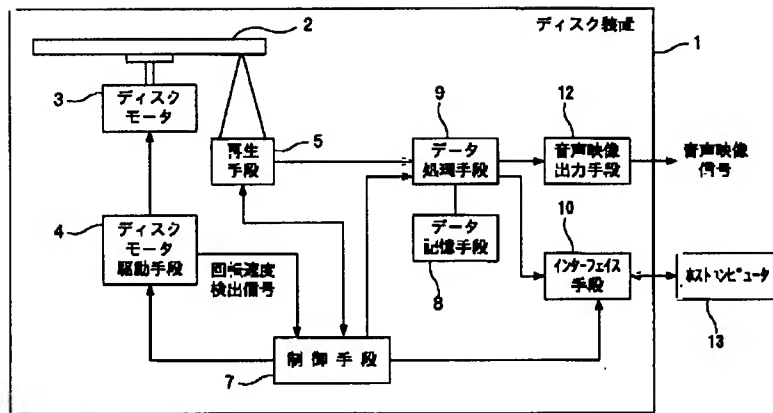 2
ディスク装置
1
3
ディスク
モータ
5
再生
手段
9
データ
処理手段
12
音声映像
出力手段
音声映像
信号
4
ディスク
モータ
駆動手段
回転速度
検出信号
データ
記憶手段
8
10
インターフェイス
手段
ホストコンピュータ
13
制御手段
7